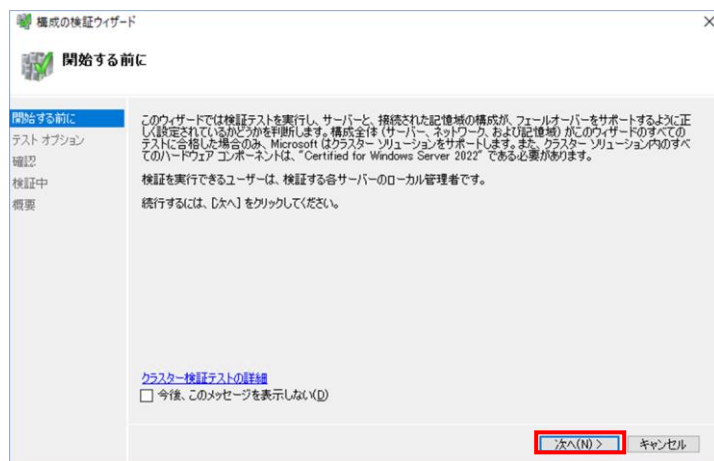 構成の検証ウィザード
開始する前に
開始する前に
テスト オプション
確認
検証中
概要
このウィザードでは検証テストを実行し、サーバーと、接続された記憶域の構成が、フェールオーバーをサポートするように正
しく設定されているかどうかを判断します。構成全体 (サーバー、ネットワーク、および記憶域) がこのウィザードのすべての
テストに合格した場合のみ、Microsoft はクラスター ソリューションをサポートします。また、クラスター ソリューション内のすべ
てのハードウェア コンポーネントは、"Certified for Windows Server 2022" である必要があります。
検証を実行できるユーザーは、検証する各サーバーのローカル管理者です。
続行するには、[次へ] をクリックしてください。
クラスター検証テストの詳細
今後、このメッセージを表示しない(D)
次へ(N) >
キャンセル